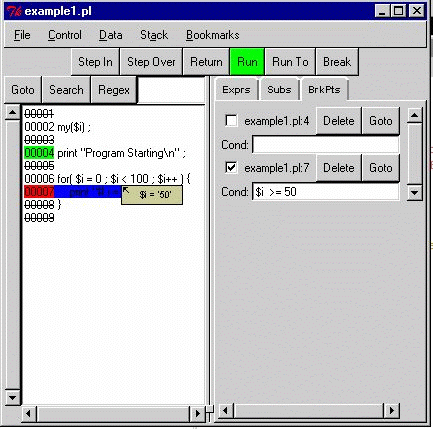 example1.pl
File Control Data Stack Bookmarks
Step In Step Over Return Run Run To Break
Goto Search Regex
Exprs Subs BrkPts
00001
00002 my($i) ;
00003
00004 print "Program Starting\n" ;
00005
00006 for( $i = 0 ; $i < 100 ; $i++ ) {
00007 print "$i
$i = '50'
00008 }
00009
example1.pl:4 Delete Goto
Cond:
example1.pl:7 Delete Goto
Cond: $i >= 50